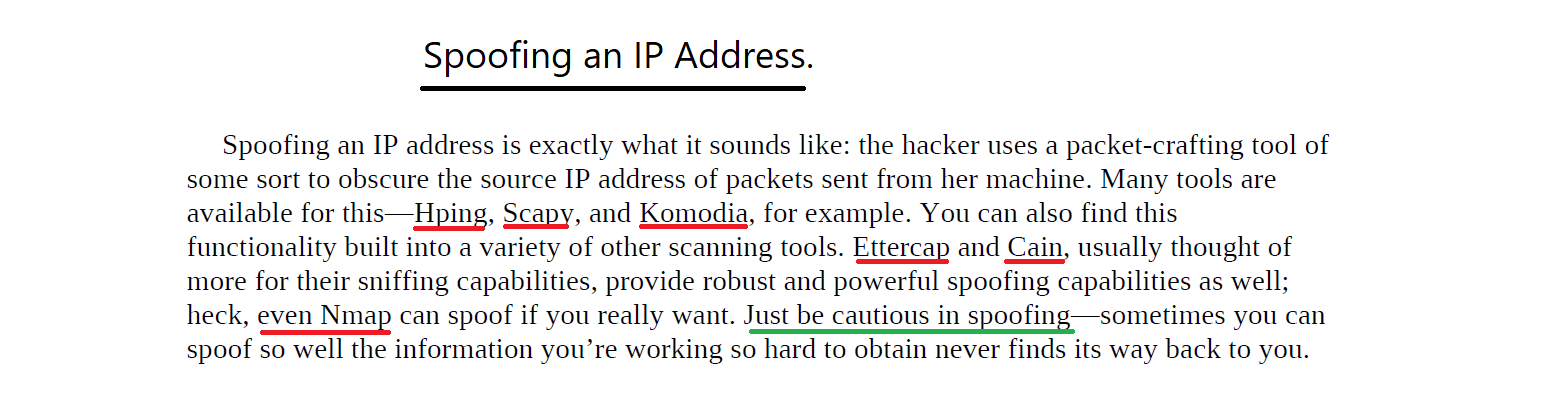 Spoofing an IP Address.
Spoofing an IP address is exactly what it sounds like: the hacker uses a packet-crafting tool of
some sort to obscure the source IP address of packets sent from her machine. Many tools are
available for this—Hping, Scapy, and Komodia, for example. You can also find this
functionality built into a variety of other scanning tools. Ettercap and Cain, usually thought of
more for their sniffing capabilities, provide robust and powerful spoofing capabilities as well;
heck, even Nmap can spoof if you really want. Just be cautious in spoofing—sometimes you can
spoof so well the information you’re working so hard to obtain never finds its way back to you.